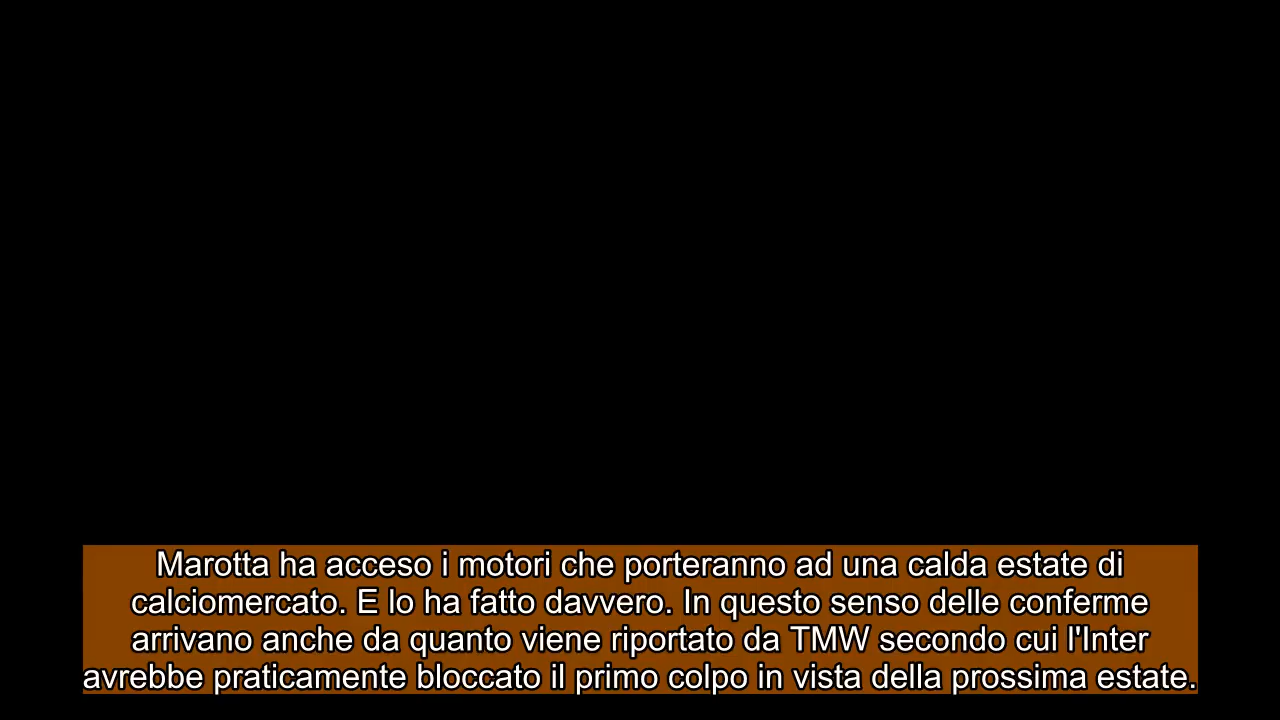 Marotta ha acceso i motori che porteranno ad una calda estate di
calciomercato. E lo ha fatto davvero. In questo senso delle conferme
arrivano anche da quanto viene riportato da TMW secondo cui l'Inter
avrebbe praticamente bloccato il primo colpo in vista della prossima estate.